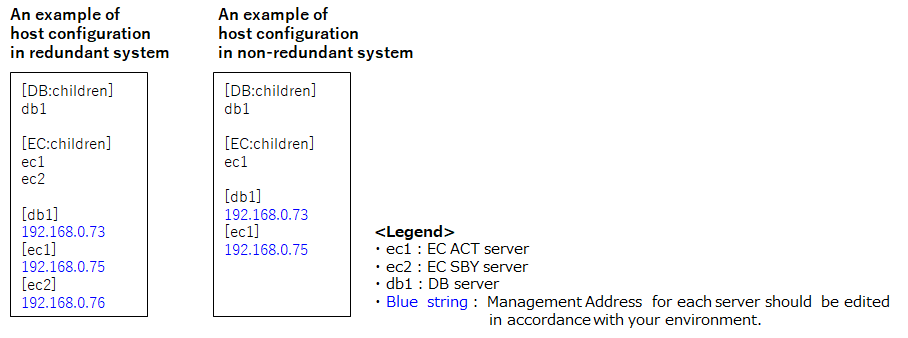 An example of
host configuration
in redundant system
[DB:children]
db1
[EC:children]
ec1
ec2
[db1]
192.168.0.73
[ec1]
192.168.0.75
[ec2]
192.168.0.76
An example of
host configuration
in non-redundant system
[DB:children]
db1
[EC:children]
ec1
[db1]
192.168.0.73
[ec1]
192.168.0.75
<Legend>
・ec1：EC ACT server
・ec2：EC SBY server
・db1：DB server
・Blue string： Management Address for each server should be edited
in accordance with your environment.